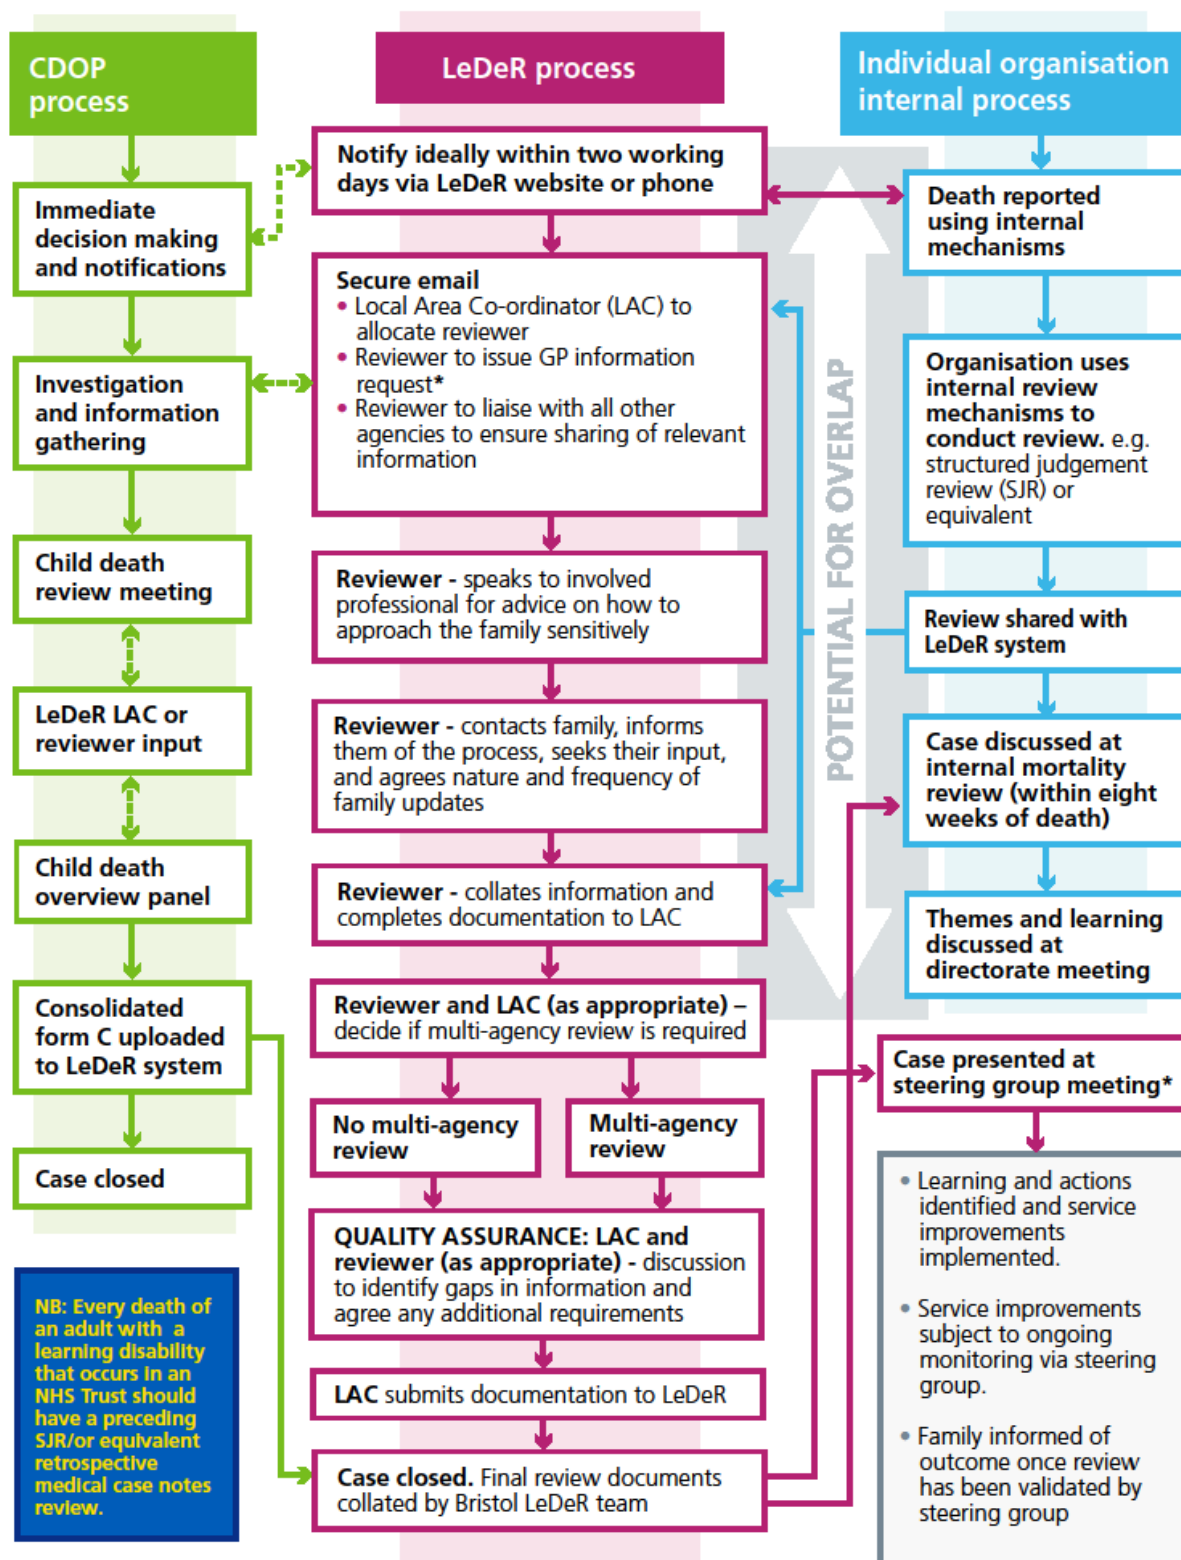 CDOP
process
Immediate
decision making
and notifications
Investigation
and information
gathering
Child death
review meeting
LeDeR LAC or
reviewer input
Child death
overview panel
Consolidated
form C uploaded
to LeDeR system
Case closed
NB: Every death of
an adult with a
learning disability
that occurs in an
NHS Trust should
have a preceding
SJR/or equivalent
retrospective
medical case notes
review.
LeDeR process
Notify ideally within two working
days via LeDeR website or phone
Secure email
• Local Area Co-ordinator (LAC) to
allocate reviewer
• Reviewer to issue GP information
request*
• Reviewer to liaise with all other
agencies to ensure sharing of relevant
information
Reviewer - speaks to involved
professional for advice on how to
approach the family sensitively
Reviewer - contacts family, informs
them of the process, seeks their input,
and agrees nature and frequency of
family updates
Reviewer - collates information and
completes documentation to LAC
Reviewer and LAC (as appropriate) –
decide if multi-agency review is required
No multi-agency
review
Multi-agency
review
QUALITY ASSURANCE: LAC and
reviewer (as appropriate) - discussion
to identify gaps in information and
agree any additional requirements
LAC submits documentation to LeDeR
Case closed. Final review documents
collated by Bristol LeDeR team
POTENTIAL FOR OVERLAP
Individual organisation
internal process
Death reported
using internal
mechanisms
Organisation uses
internal review
mechanisms to
conduct review. e.g.
structured judgement
review (SJR) or
equivalent
Review shared with
LeDeR system
Case discussed at
internal mortality
review (within eight
weeks of death)
Themes and learning
discussed at
directorate meeting
Case presented at
steering group meeting*
• Learning and actions
identified and service
improvements
implemented.
• Service improvements
subject to ongoing
monitoring via steering
group.
• Family informed of
outcome once review
has been validated by
steering group